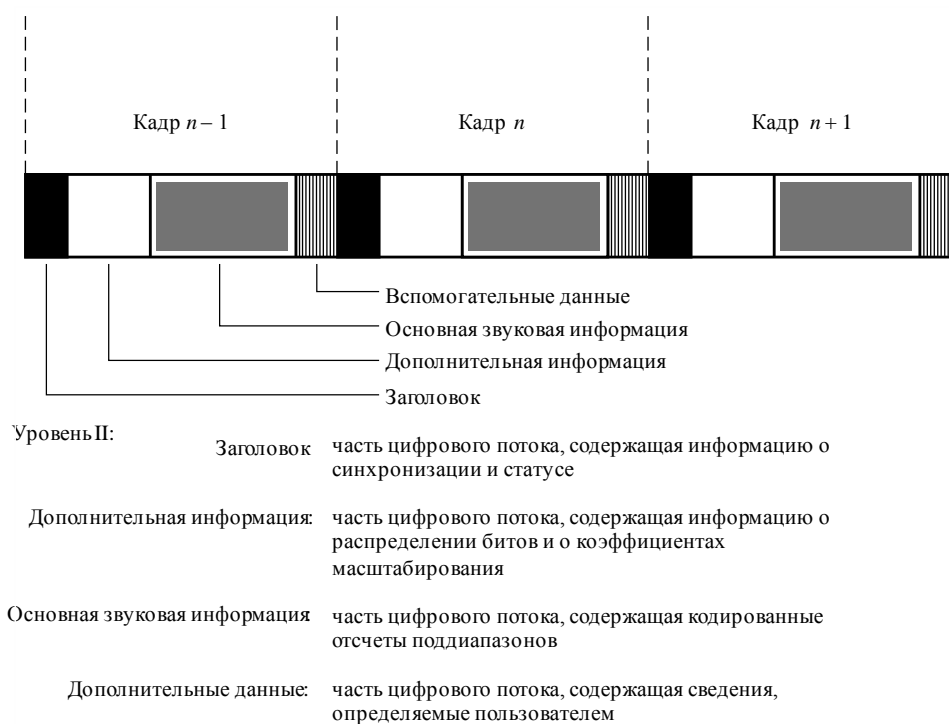 Кадр n – 1
Кадр n
Кадр n + 1
Вспомогательные данные
Основная звуковая информация
Дополнительная информация
Заголовок
Уровень II:
Заголовок часть цифрового потока, содержащая информацию о
синхронизации и статусе
Дополнительная информация: часть цифрового потока, содержащая информацию о
распределении битов и о коэффициентах
масштабирования
Основная звуковая информация часть цифрового потока, содержащая кодированные
отсчеты поддиапазонов
Дополнительные данные: часть цифрового потока, содержащая сведения,
определяемые пользователем